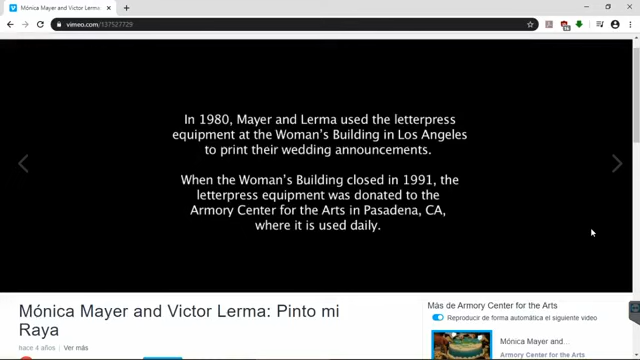 Mónica Mayer and Victor Lerma:
vimeo.com/137527729
In 1980, Mayer and Lerma used the letterpress
equipment at the Woman's Building in Los Angeles
to print their wedding announcements.
When the Woman's Building closed in 1991, the
letterpress equipment was donated to the
Armory Center for the Arts in Pasadena, CA,
where it is used daily.
Mónica Mayer and Victor Lerma: Pinto mi
Raya
hace 4 años
Ver más
Más de Armory Center for the Arts
Reproducir de forma automática el siguiente video
Mónica Mayer and...
Armory Center for the Arts